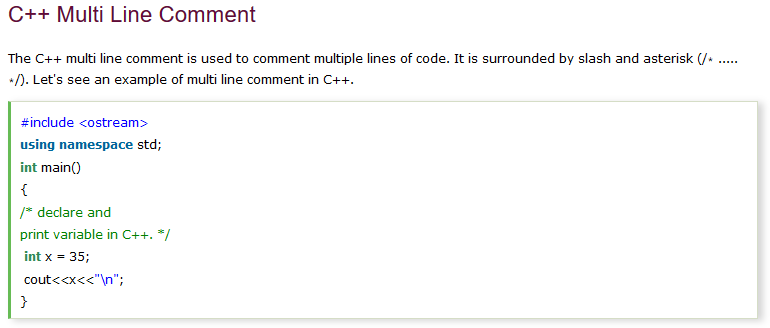 C++ Multi Line Comment
The C++ multi line comment is used to comment multiple lines of code. It is surrounded by slash and asterisk (/* .....
*/). Let's see an example of multi line comment in C++.
#include <ostream>
using namespace std;
int main()
{
/* declare and
print variable in C++. */
int x = 35;
cout<<x<<"\n";
}